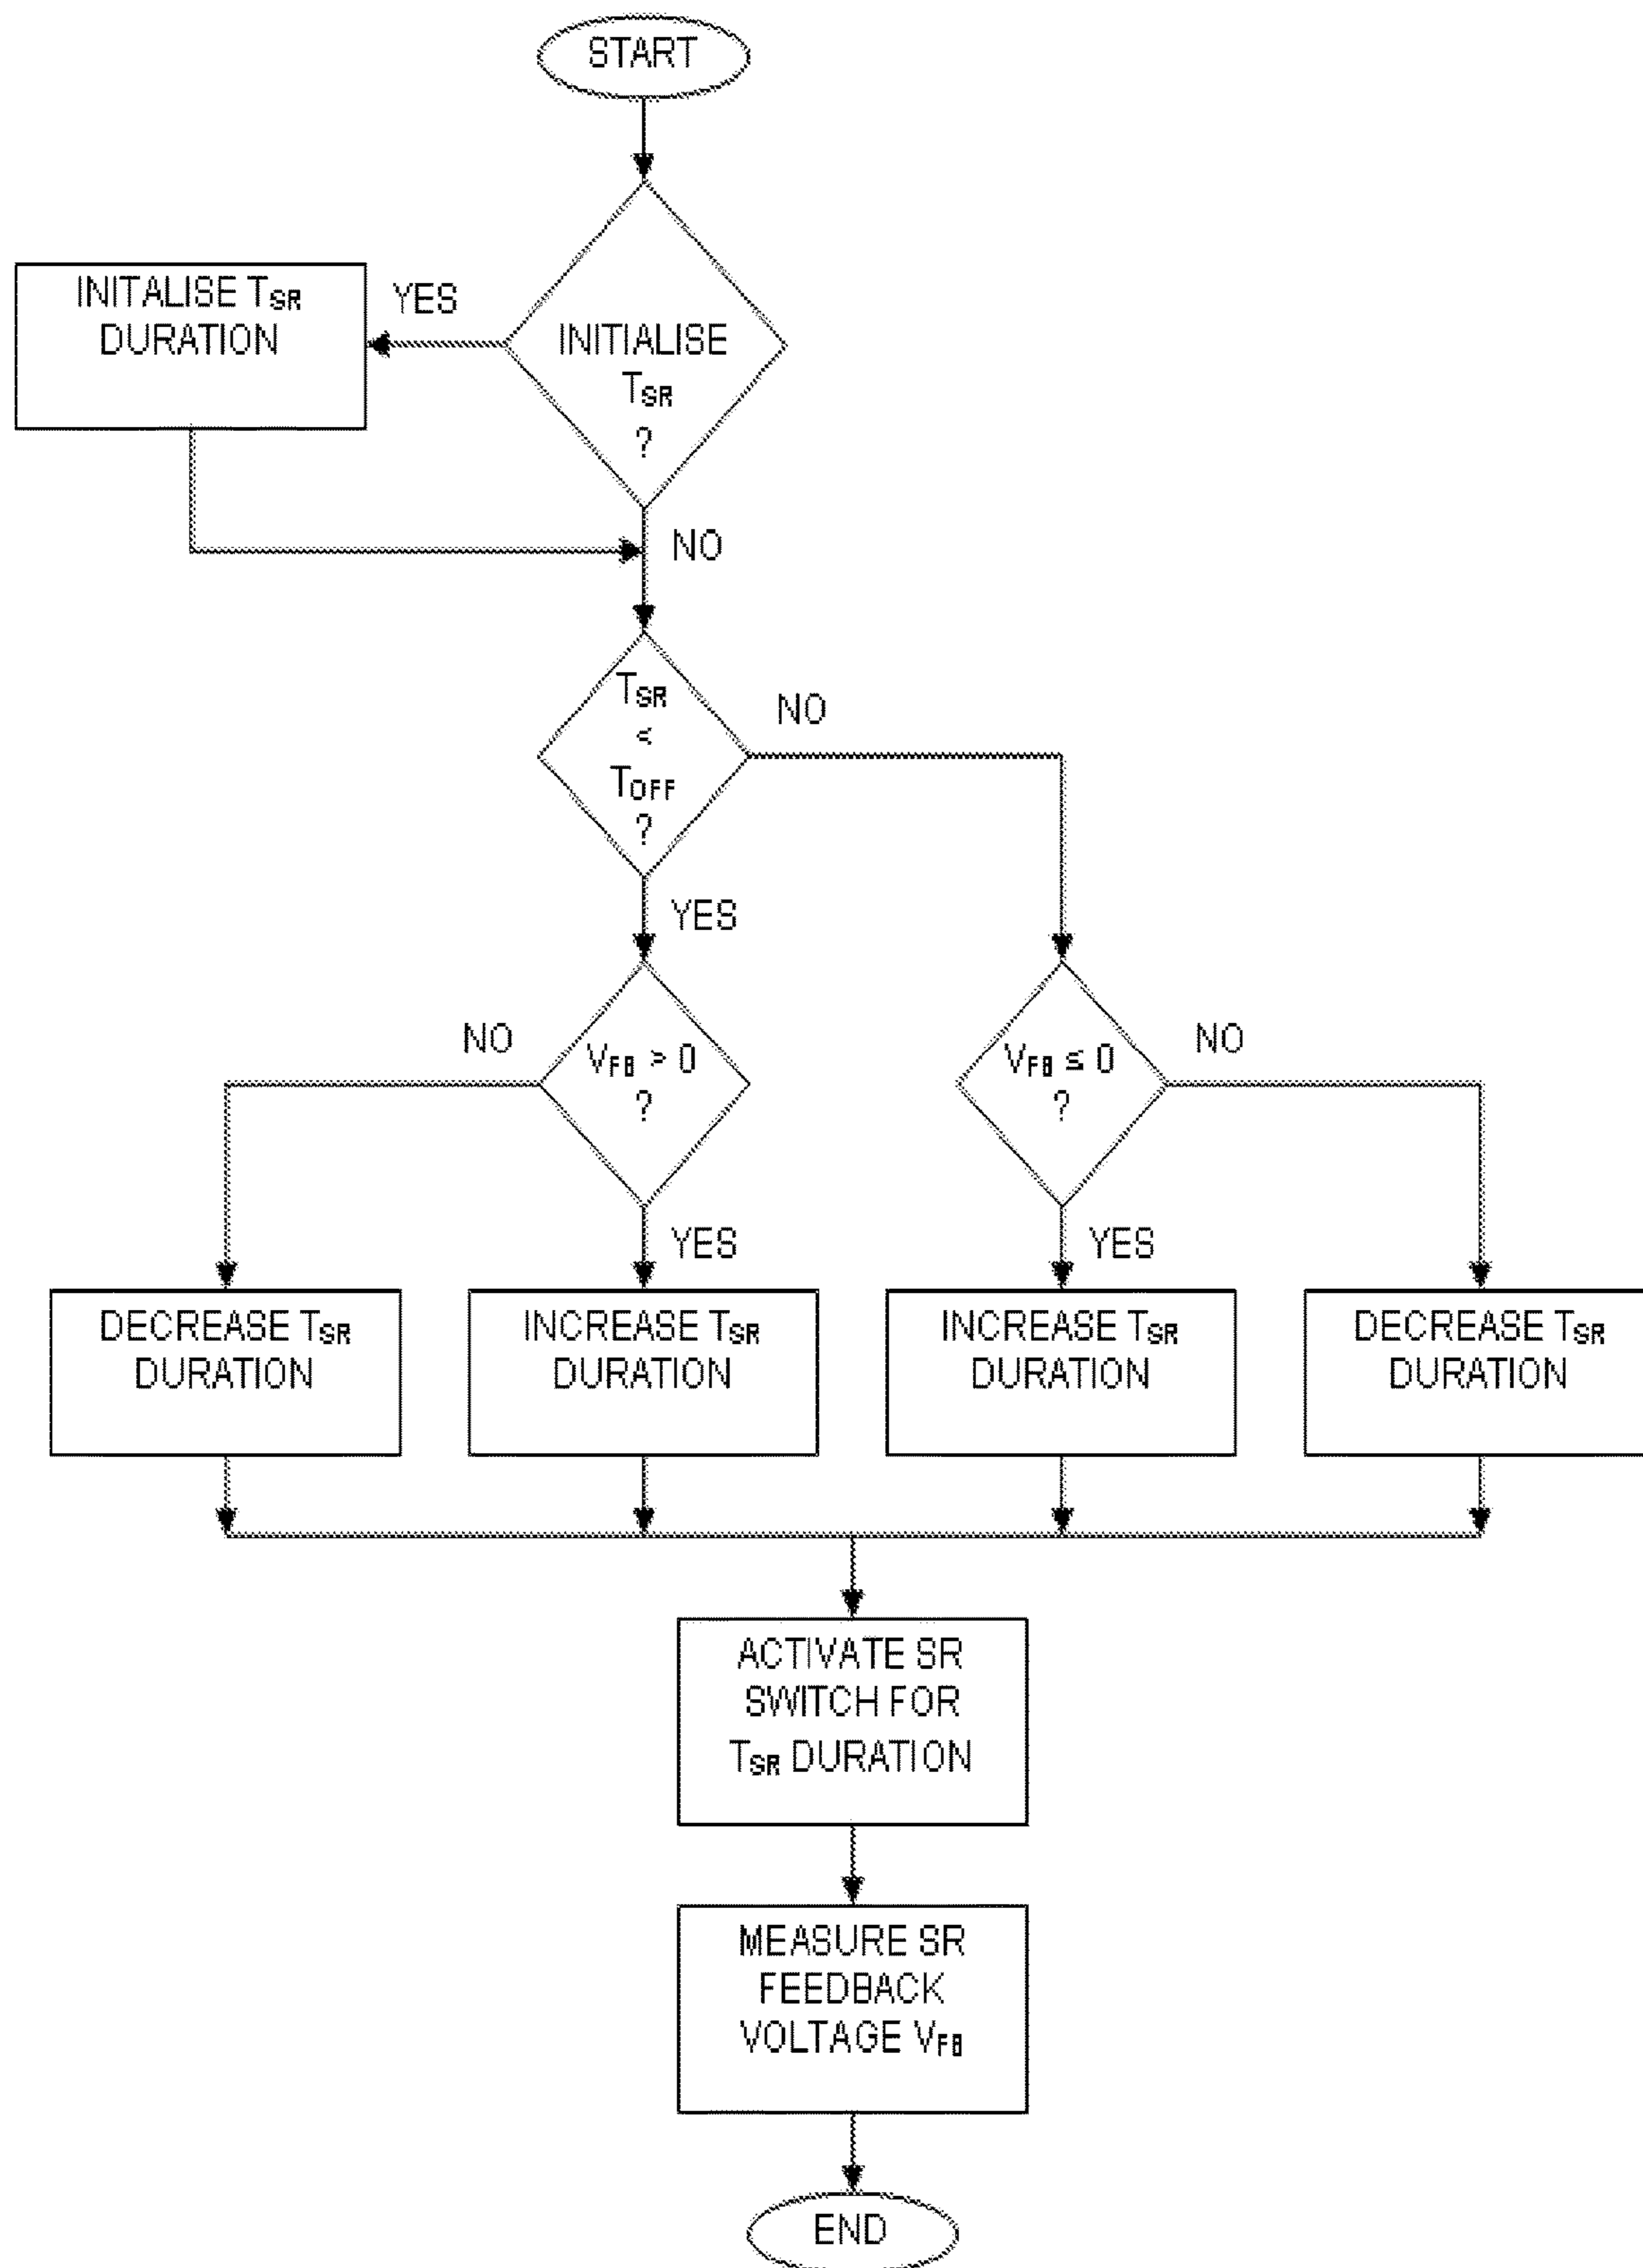 START
INITALISE TSR
DURATION
YES
INITIALISE
TSR
?
NO
TSR
<
TOFF
?
NO
YES
NO
VFB > 0
?
VFB ≤ 0
?
NO
YES
YES
DECREASE TSR
DURATION
INCREASE TSR
DURATION
INCREASE TSR
DURATION
DECREASE TSR
DURATION
ACTIVATE SR
SWITCH FOR
TSR DURATION
MEASURE SR
FEEDBACK
VOLTAGE VFB
END